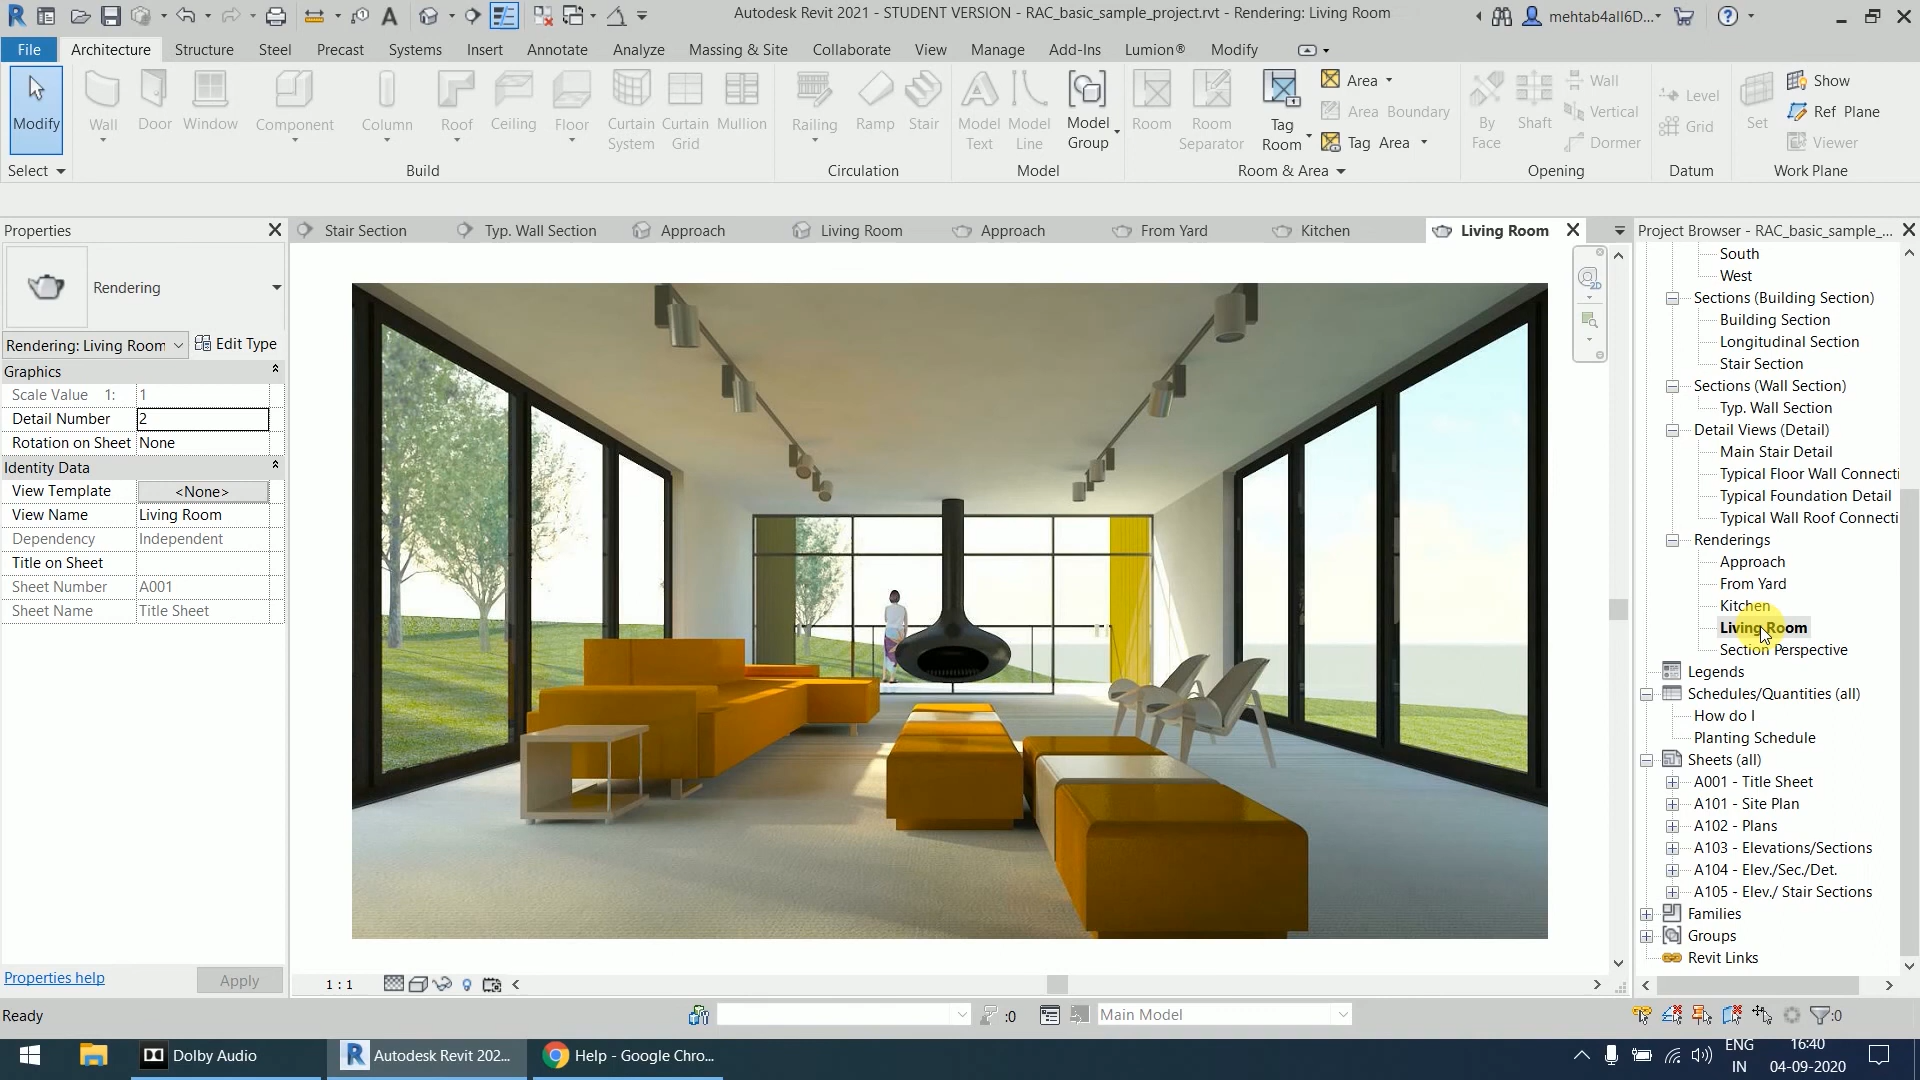 Autodesk Revit 2021 - STUDENT VERSION - RAC_basic_sample_project.rvt - Rendering: Living Room
mehtab4all6D...
File Architecture Structure Steel Precast Systems Insert Annotate Analyze Massing & Site Collaborate View Manage Add-Ins Lumion® Modify
Modify
Wall
Door
Window
Component
Column
Roof
Ceiling
Floor
Curtain System
Curtain Grid
Mullion
Railing
Ramp
Stair
Model Text
Model Line
Model Group
Room
Room Separator
Tag Room
Area
Area Boundary
Tag Area
By Face
Shaft
Wall
Vertical
Dormer
Level
Grid
Set
Show
Ref Plane
Viewer
Select Build Circulation Model Room & Area Opening Datum Work Plane
Properties
Stair Section Typ. Wall Section Approach Living Room Approach From Yard Kitchen Living Room
Project Browser - RAC_basic_sample_...
Rendering
Rendering: Living Room Edit Type
Graphics
Scale Value 1: 1
Detail Number 2
Rotation on Sheet None
Identity Data
View Template <None>
View Name Living Room
Dependency Independent
Title on Sheet
Sheet Number A001
Sheet Name Title Sheet
Properties help Apply
South
West
Sections (Building Section)
Building Section
Longitudinal Section
Stair Section
Sections (Wall Section)
Typ. Wall Section
Detail Views (Detail)
Main Stair Detail
Typical Floor Wall Connecti
Typical Foundation Detail
Typical Wall Roof Connecti
Renderings
Approach
From Yard
Kitchen
Living Room
Section Perspective
Legends
Schedules/Quantities (all)
How do I
Planting Schedule
Sheets (all)
A001 - Title Sheet
A101 - Site Plan
A102 - Plans
A103 - Elevations/Sections
A104 - Elev./Sec./Det.
A105 - Elev./ Stair Sections
Families
Groups
Revit Links
1 : 1
Ready
:0
Main Model
:0
Dolby Audio
Autodesk Revit 202...
Help - Google Chro...
ENG
IN
16:40
04-09-2020